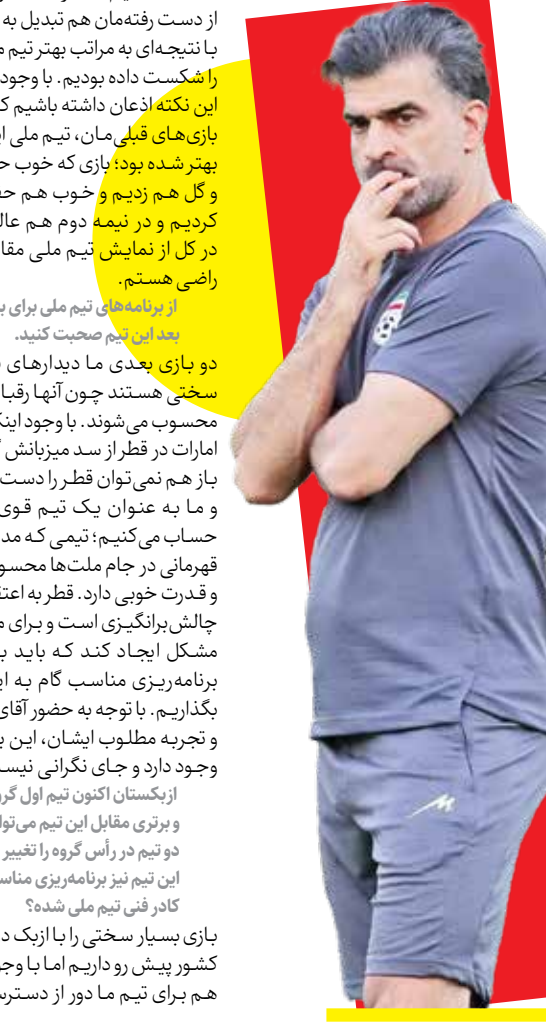 از دست رفته‌مان هم تبدیل به
با نتیجه‌ای به مراتب بهتر تیم
را شکست داده بودیم. با وجود
این نکته اذعان داشته باشیم
بازی‌های قبلی‌مان، تیم ملی
بهتر شده بود؛ بازی که خوب
و گل هم زدیم و خوب هم
کردیم و در نیمه دوم هم
در کل از نمایش تیم ملی
راضی هستم.
از برنامه‌های تیم ملی برای
بعد این تیم صحبت کنید.
دو بازی بعدی ما دیدارهای
سختی هستند چون آنها
محسوب می‌شوند. با وجود
امارات در قطر از سد میزبانش
باز هم نمی‌توان قطر را دست
و ما به عنوان یک تیم قوی
حساب می‌کنیم؛ تیمی که
قهرمانی در جام ملت‌ها
و قدرت خوبی دارد. قطر به
چالش‌برانگیزی است و برای
مشکل ایجاد کند که باید
برنامه‌ریزی مناسب گام به
بگذاریم. با توجه به حضور آقای
و تجربه مطلوب ایشان، این
وجود دارد و جای نگرانی
ازبکستان اکنون تیم اول
و برتری مقابل این تیم
دو تیم در رأس گروه را تغییر
این تیم نیز برنامه‌ریزی
کادر فنی تیم ملی شده؟
بازی بسیار سختی را با ازبک
کشور پیش رو داریم اما با
هم برای تیم ما دور از